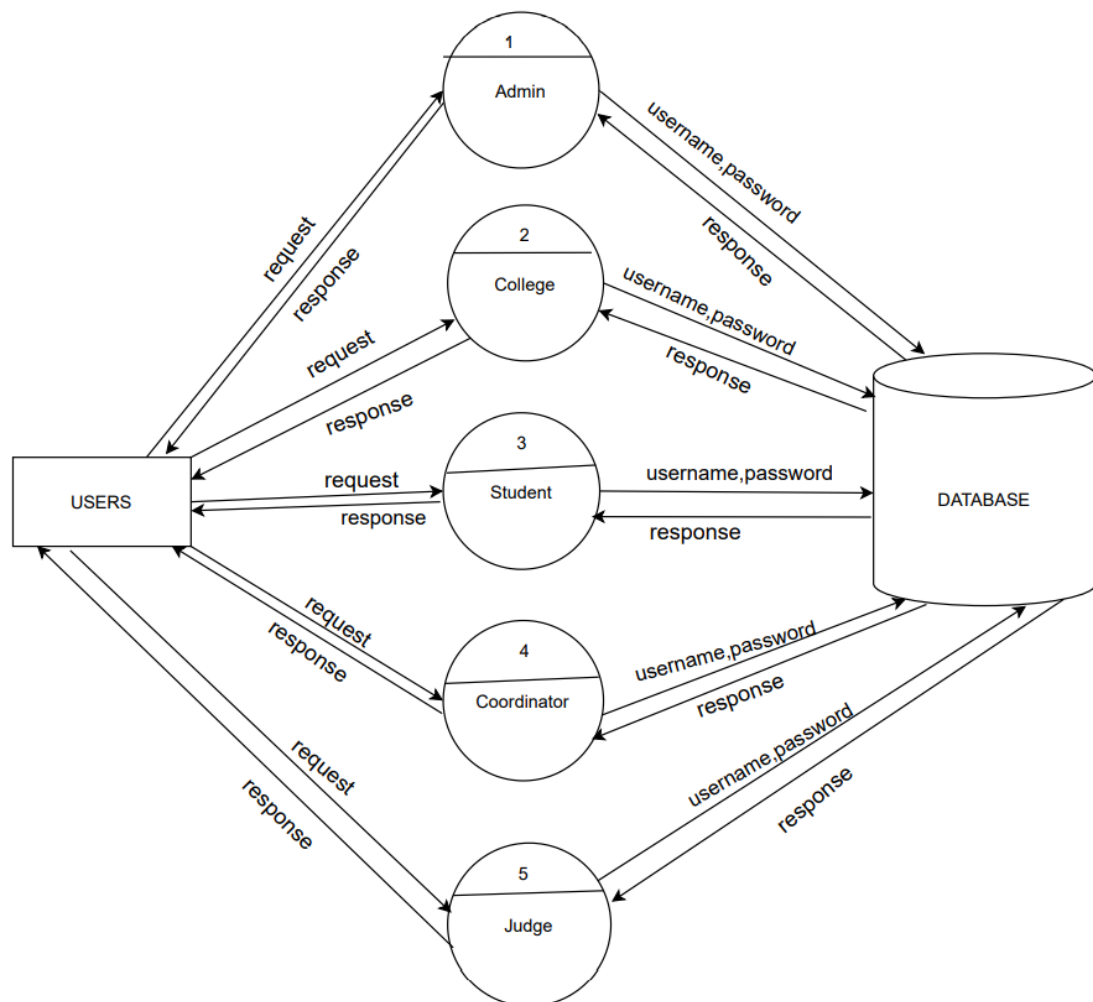 1
Admin
username,password
response
request
response
2
College
username,password
response
request
response
3
Student
request
response
username,password
response
USERS
DATABASE
4
Coordinator
request
response
username,password
response
5
Judge
request
response
username,password
response